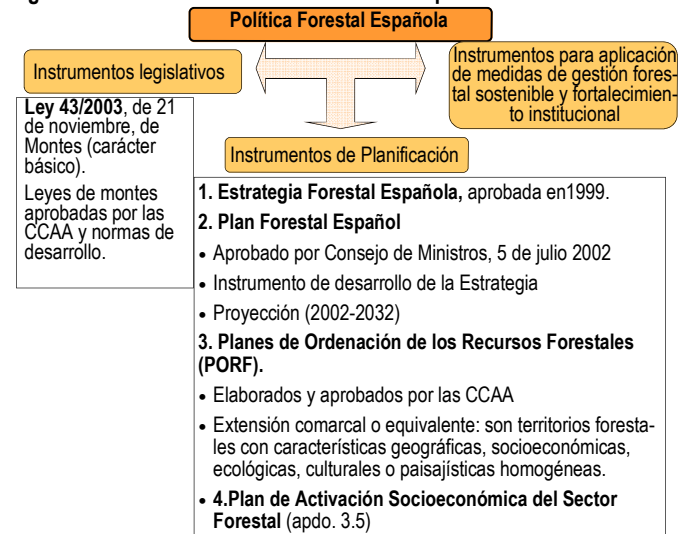 Política Forestal Española
Instrumentos legislativos
Instrumentos para aplicación
de medidas de gestión fores-
tal sostenible y fortalecimien-
to institucional
Ley 43/2003, de 21
de noviembre, de
Montes (carácter
básico).
Leyes de montes
aprobadas por las
CCAA y normas de
desarrollo.
Instrumentos de Planificación
1. Estrategia Forestal Española, aprobada en1999.
2. Plan Forestal Español
• Aprobado por Consejo de Ministros, 5 de julio 2002
• Instrumento de desarrollo de la Estrategia
• Proyección (2002-2032)
3. Planes de Ordenación de los Recursos Forestales
(PORF).
• Elaborados y aprobados por las CCAA
• Extensión comarcal o equivalente: son territorios foresta-
les con características geográficas, socioeconómicas,
ecológicas, culturales o paisajísticas homogéneas.
• 4.Plan de Activación Socioeconómica del Sector
Forestal (apdo. 3.5)